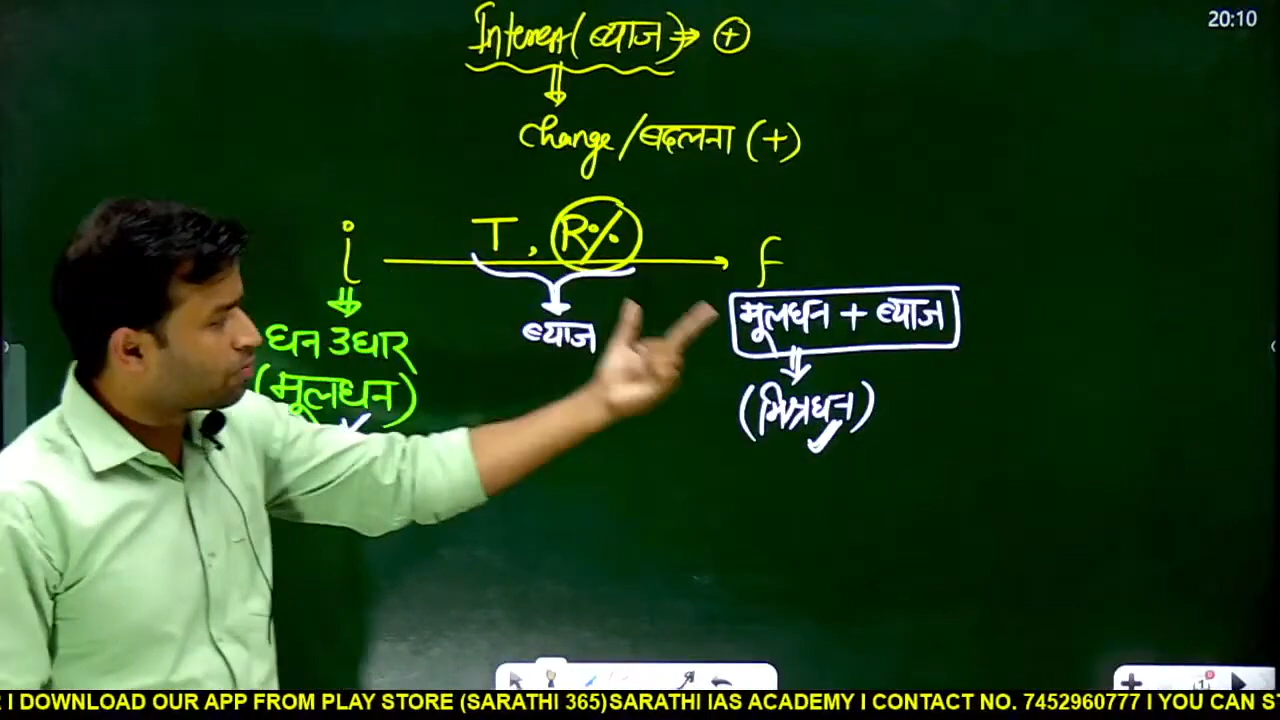 20:10
Interest (ब्याज) → +
Change/बदलना (+)
i T, R% f
धन उधार
(मूलधन)
ब्याज
मूलधन + ब्याज
(मिश्रधन)
I DOWNLOAD OUR APP FROM PLAY STORE (SARATHI 365)SARATHI IAS ACADEMY I CONTACT NO. 7452960777 I YOU CAN S